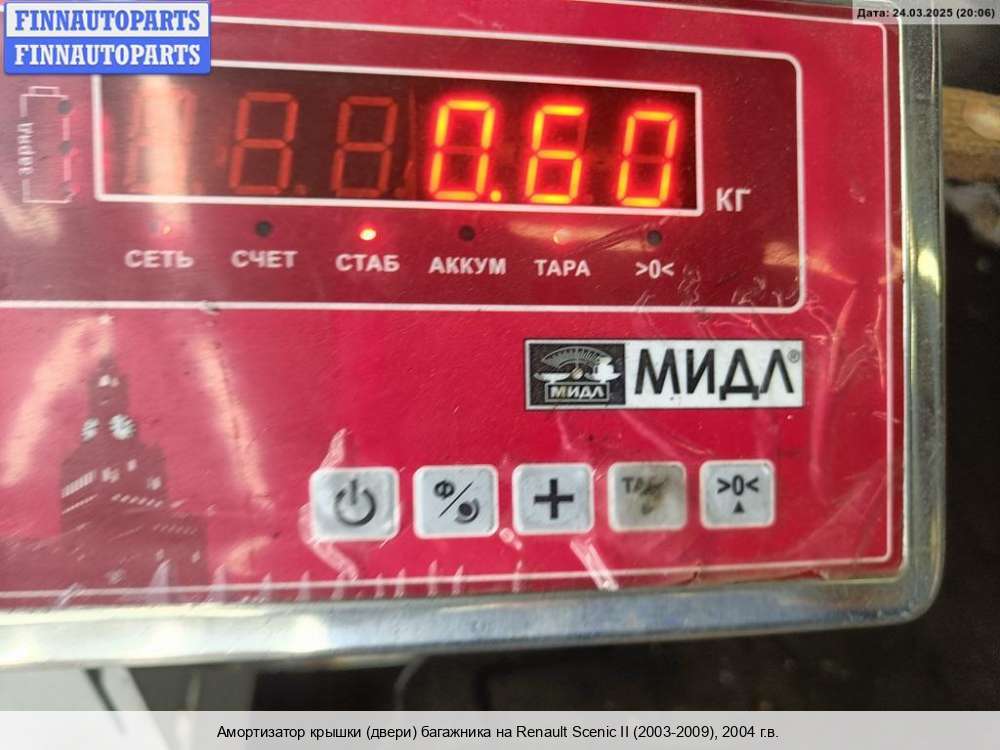 FINNAUTOPARTS
FINNAUTOPARTS
Дата: 24.03.2025 (20:06)
заряд
0.60
КГ
СЕТЬ СЧЕТ СТАБ АККУМ ТАРА >0<
МИДЛ МИДЛ®
Ф/
+
>0<
Амортизатор крышки (двери) багажника на Renault Scenic II (2003-2009), 2004 г.в.